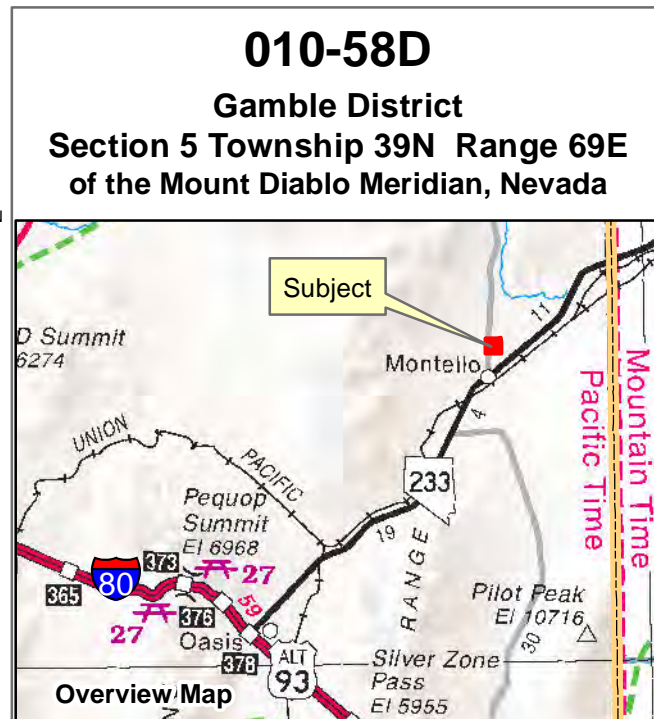 010-58D
Gamble District
Section 5 Township 39N Range 69E
of the Mount Diablo Meridian, Nevada
Subject
D Summit
6274
Montello
11
4
UNION
PACIFIC
233
19
RANGE
Pacific Time
Mountain Time
Pequop
Summit
El 6968
373
27
80
365
27
376
59
Oasis
378
ALT
93
Pilot Peak
El 10716
30
Silver Zone
Pass
El 5955
Overview Map